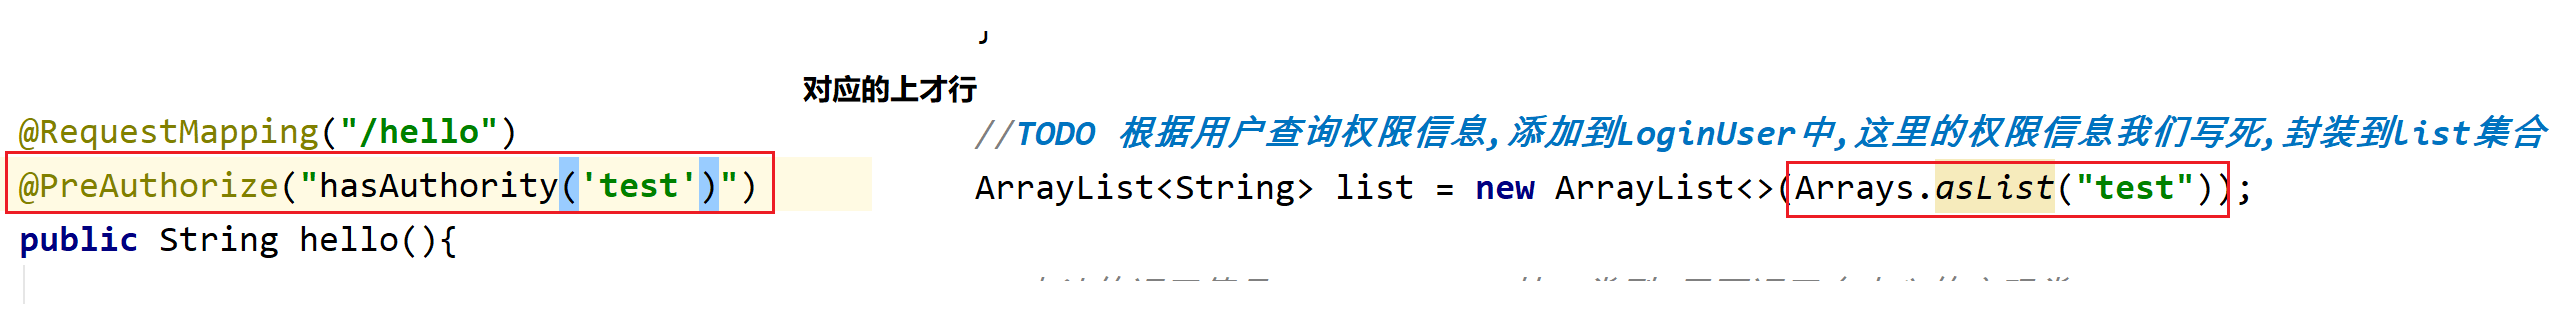 对应的上才行
@RequestMapping("/hello")
@PreAuthorize("hasAuthority('test')")
public String hello(){
//TODO 根据用户查询权限信息,添加到LoginUser中,这里的权限信息我们写死,封装到list集合
ArrayList<String> list = new ArrayList<>(Arrays.asList("test"));